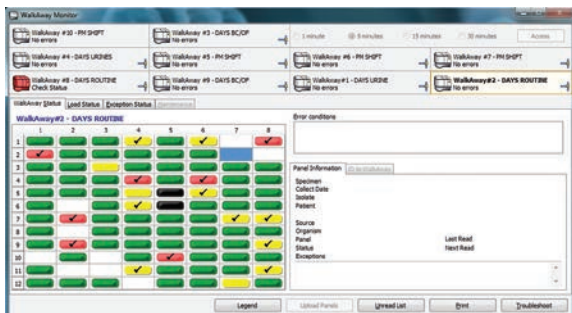 WalkAway Monitor
WalkAway #10 - PM SHIFT
No errors
WalkAway #3 - DAYS BC/OP
No errors
1 minute
5 minutes
15 minutes
30 minutes
Access
WalkAway #4 - DAYS URINES
No errors
WalkAway #5 - PM SHIFT
No errors
WalkAway #6 - PM SHIFT
No errors
WalkAway #7 - PM SHIFT
No errors
WalkAway #8 - DAYS ROUTINE
Check Status
WalkAway #9 - DAYS BC/OP
No errors
WalkAway#1 - DAYS URINE
No errors
WalkAway#2 - DAYS ROUTINE
No errors
WalkAway Status
Load Status
Exception Status
Maintenance
WalkAway#2 - DAYS ROUTINE
1 2 3 4 5 6 7 8
1
2
3
4
5
6
7
8
9
10
11
12
Error conditions
Panel Information
Specimen
Collect Date
Isolate
Patient
Source
Organism
Panel
Last Read
Status
Next Read
Exceptions
Legend
Upload Panels
Unread List
Print
Troubleshoot